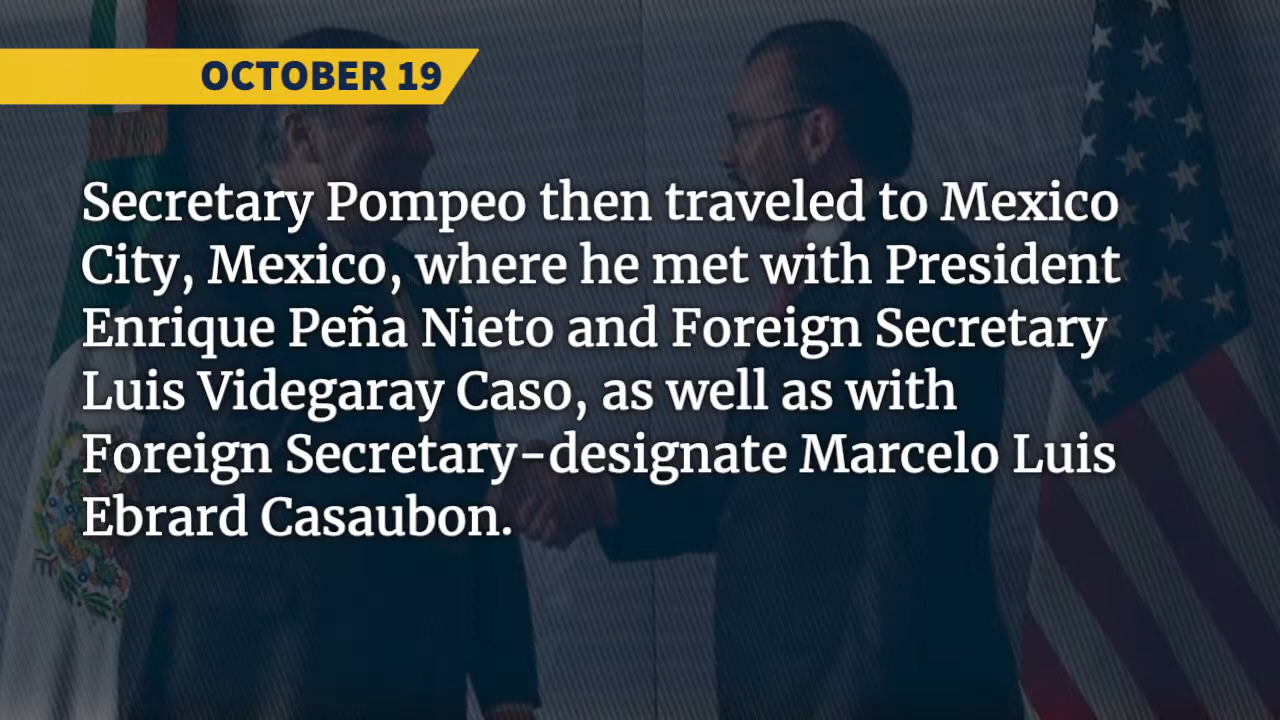 OCTOBER 19
Secretary Pompeo then traveled to Mexico
City, Mexico, where he met with President
Enrique Peña Nieto and Foreign Secretary
Luis Videgaray Caso, as well as with
Foreign Secretary-designate Marcelo Luis
Ebrard Casaubon.